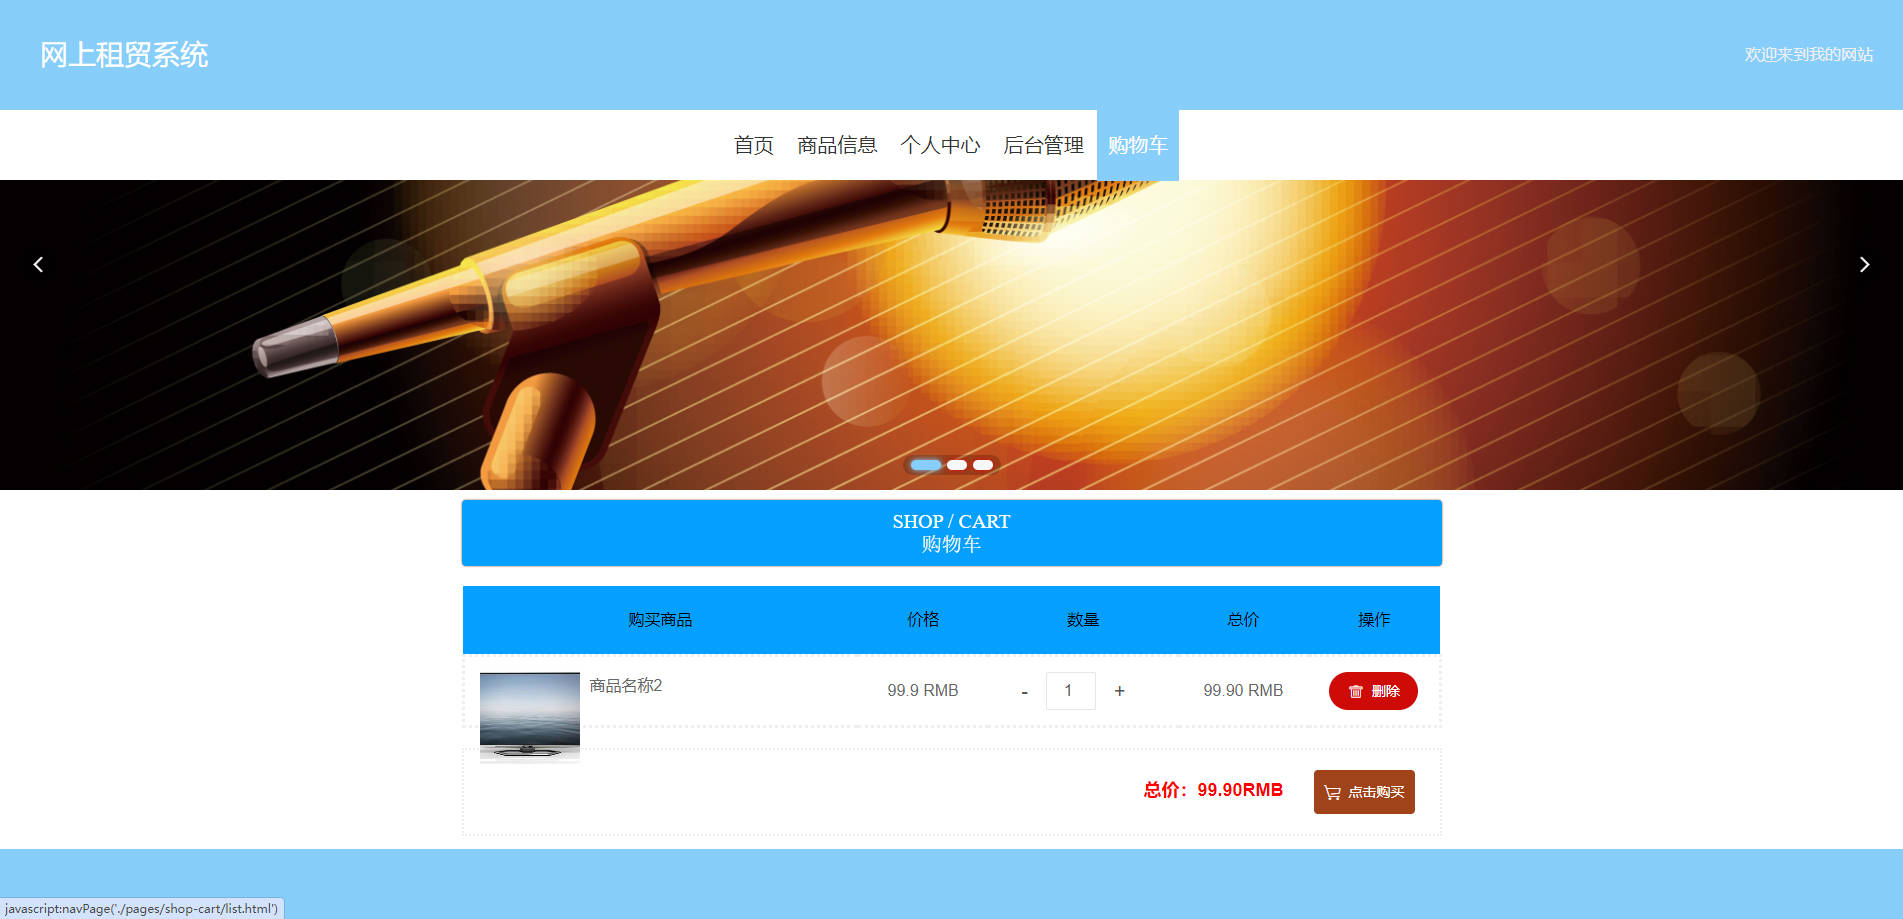 网上租贸系统
欢迎来到我的网站
首页 商品信息 个人中心 后台管理 购物车
SHOP / CART
购物车
购买商品 价格 数量 总价 操作
商品名称2 99.9 RMB - 1 + 99.90 RMB 删除
总价：99.90RMB 点击购买
javascript:navPage('./pages/shop-cart/list.html')